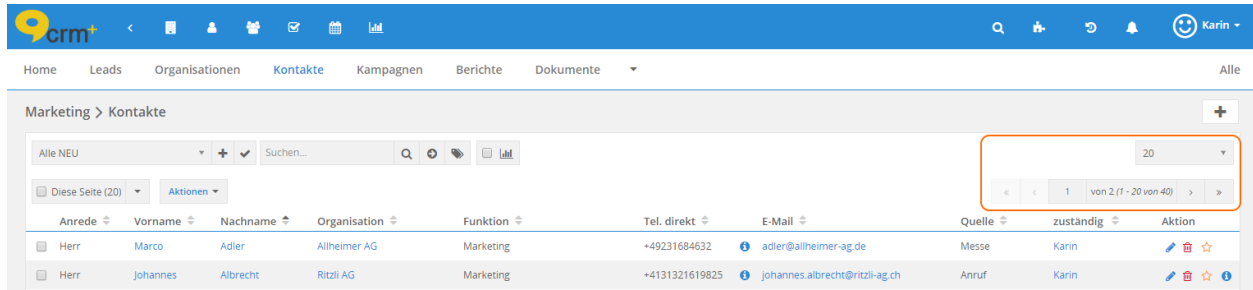 9crm+ Karin
Home Leads Organisationen Kontakte Kampagnen Berichte Dokumente Alle
Marketing > Kontakte
Alle NEU Suchen... 20
Diese Seite (20) Aktionen « ‹ 1 von 2 (1 - 20 von 40) › »
Anrede Vorname Nachname Organisation Funktion Tel. direkt E-Mail Quelle zuständig Aktion
Herr Marco Adler Allheimer AG Marketing +49231684632 adler@allheimer-ag.de Messe Karin
Herr Johannes Albrecht Ritzli AG Marketing +4131321619825 johannes.albrecht@ritzli-ag.ch Anruf Karin